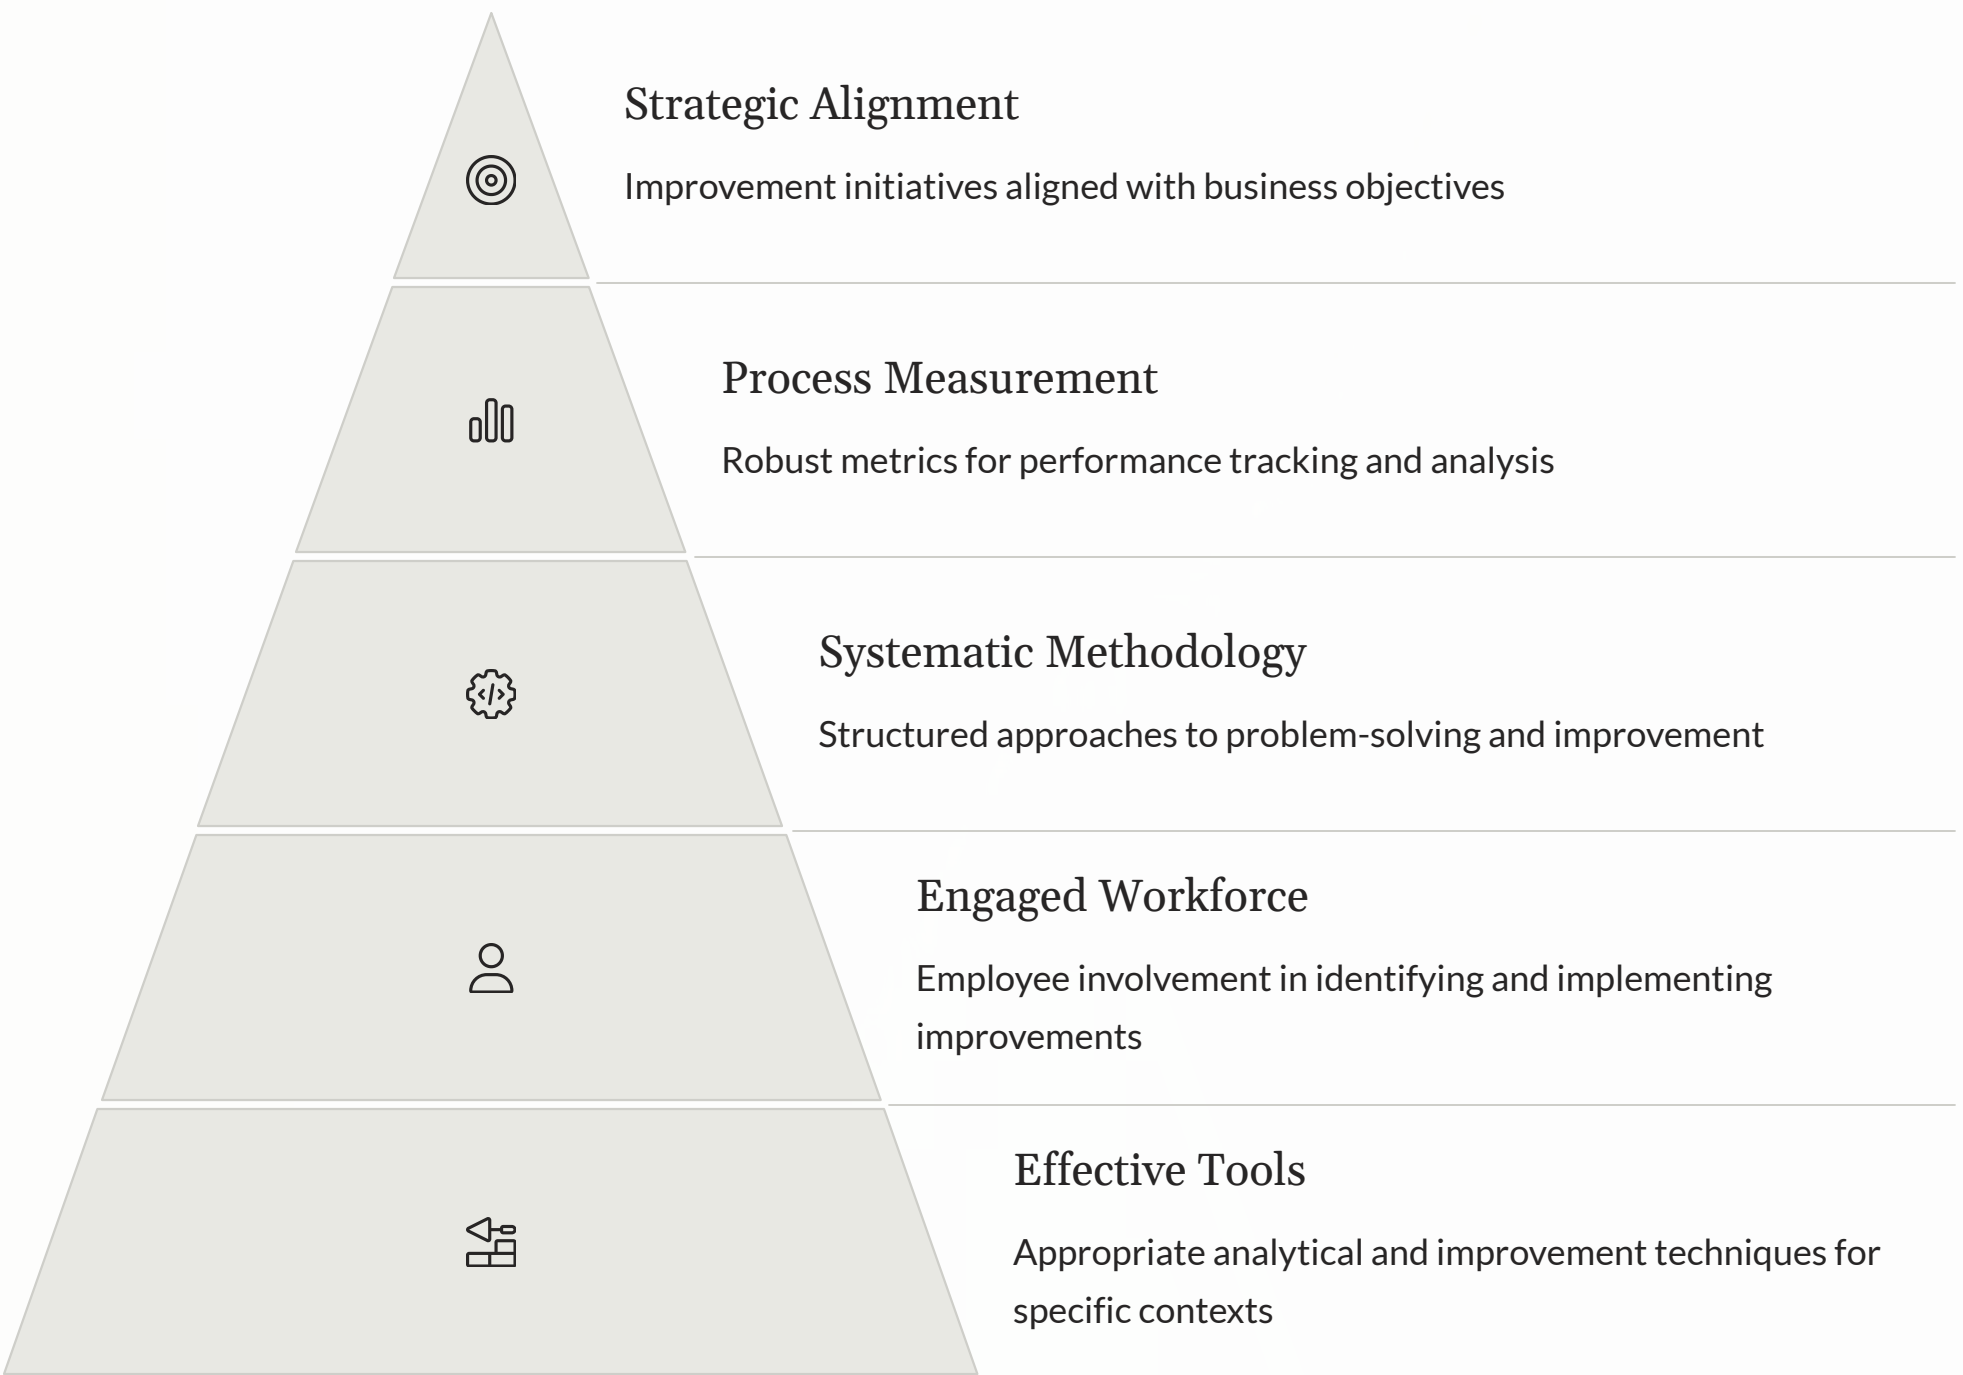 Strategic Alignment
Improvement initiatives aligned with business objectives
Process Measurement
Robust metrics for performance tracking and analysis
Systematic Methodology
Structured approaches to problem-solving and improvement
Engaged Workforce
Employee involvement in identifying and implementing
improvements
Effective Tools
Appropriate analytical and improvement techniques for
specific contexts